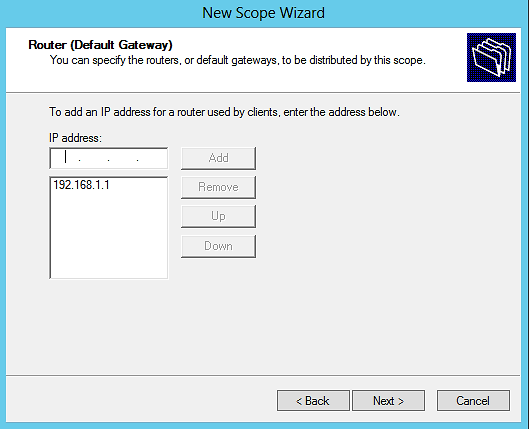 New Scope Wizard
Router (Default Gateway)
You can specify the routers, or default gateways, to be distributed by this scope.
To add an IP address for a router used by clients, enter the address below.
IP address:
. . .
Add
192.168.1.1
Remove
Up
Down
< Back
Next >
Cancel